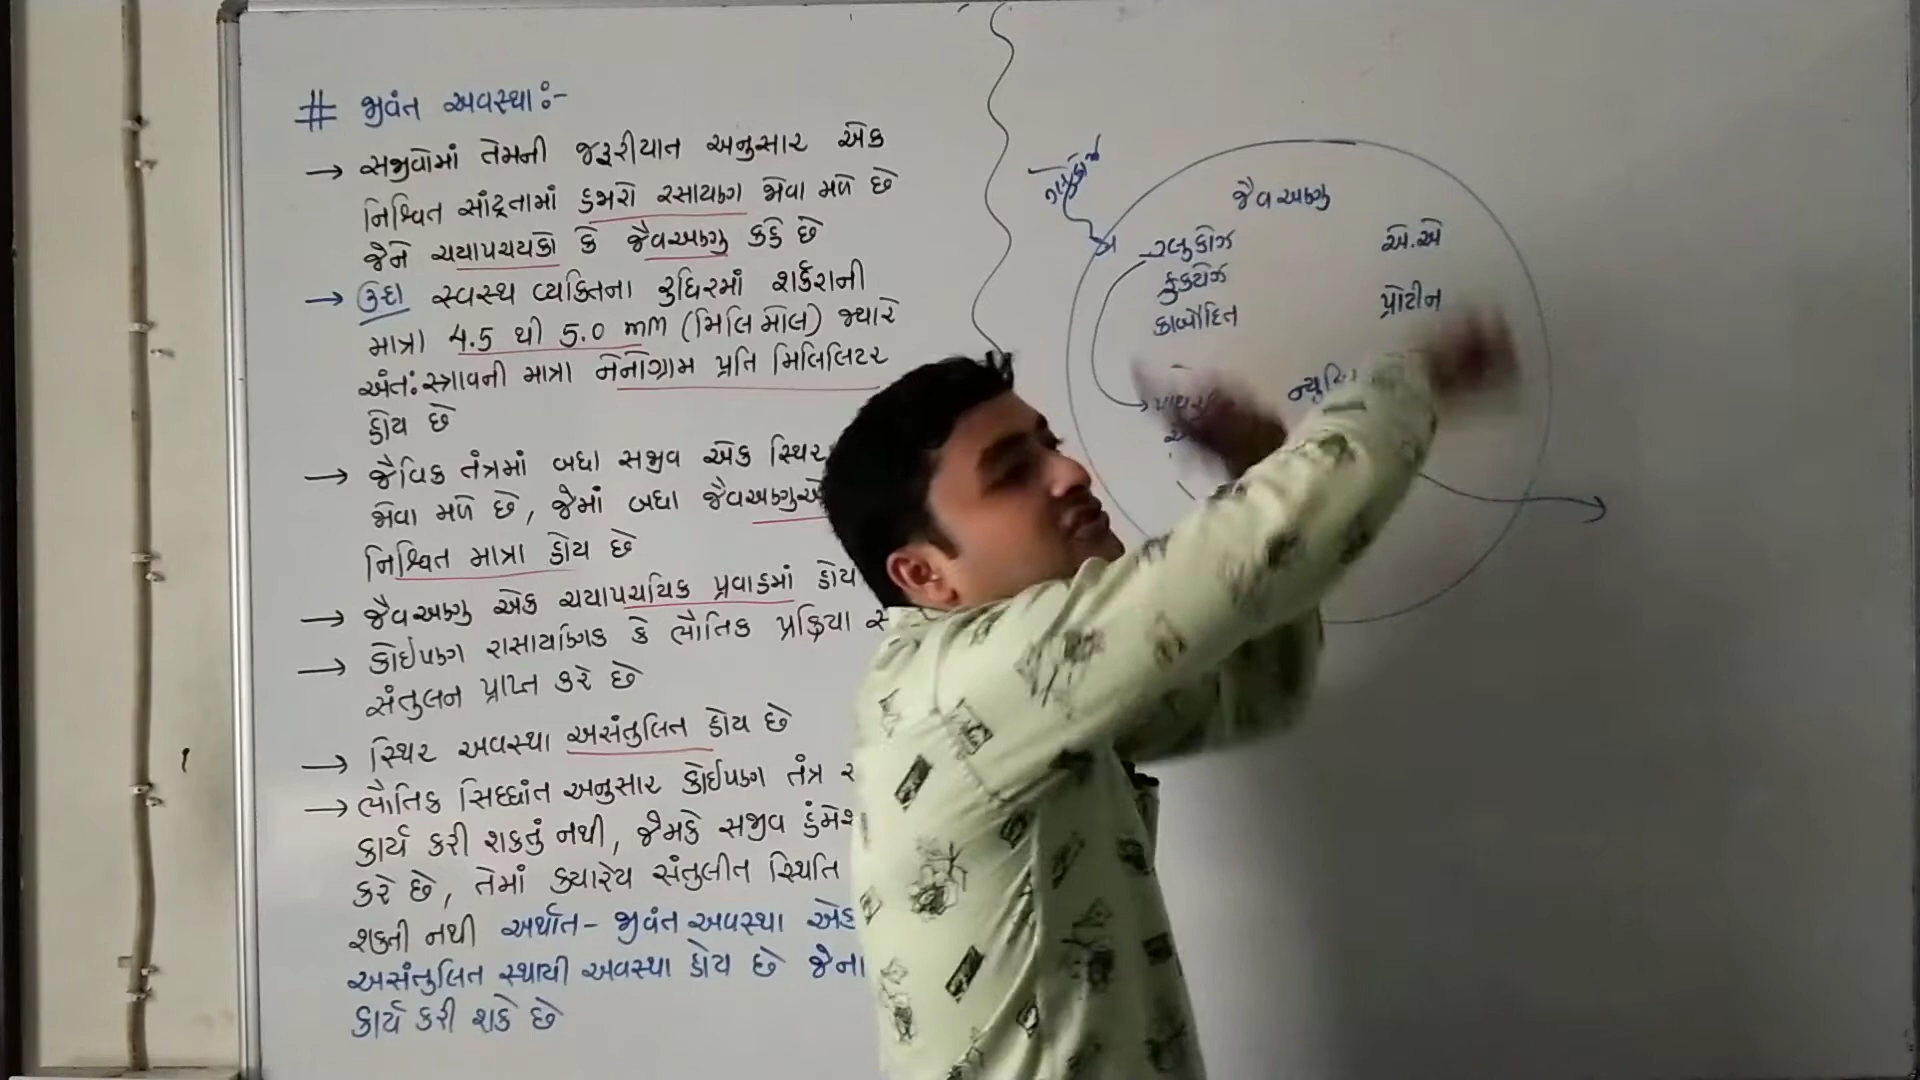 # જીવંત અવસ્થા:-
→ સજીવોમાં તેમની જરૂરીયાત અનુસાર એક
નિશ્ચિત સાંદ્રતામાં હજારો રસાયણ જોવા મળે છે
જેને ચયાપચયકો કે જૈવઅણુ કહે છે
→ ઉદા સ્વસ્થ વ્યક્તિના રુધિરમાં શર્કરાની
માત્રા 4.5 થી 5.0 mm (મિલિમોલ) જ્યારે
અંતઃસ્ત્રાવની માત્રા નેનોગ્રામ પ્રતિ મિલિલિટર
હોય છે
→ જૈવિક તંત્રમાં બધા સજીવ એક સ્થિર
જોવા મળે છે, જેમાં બધા જૈવઅણુઓ
નિશ્ચિત માત્રા હોય છે
→ જૈવઅણુ એક ચયાપચયિક પ્રવાહમાં હોય
→ કોઈપણ રાસાયણિક કે ભૌતિક પ્રક્રિયા સ
સંતુલન પ્રાપ્ત કરે છે
→ સ્થિર અવસ્થા અસંતુલિત હોય છે
→ ભૌતિક સિધ્ધાંત અનુસાર કોઈપણ તંત્ર સ
કાર્ય કરી શકતું નથી, જેમકે સજીવ હંમેશ
કરે છે, તેમાં ક્યારેય સંતુલીત સ્થિતિ
શકતી નથી અર્થાત- જીવંત અવસ્થા એક
અસંતુલિત સ્થાયી અવસ્થા હોય છે જેના
કાર્ય કરી શકે છે
ગ્લુકોઝ
જૈવઅણુ
ગ્લુકોઝ
ફ્રુક્ટોઝ
કાર્બોદિત
એ.એ
પ્રોટીન